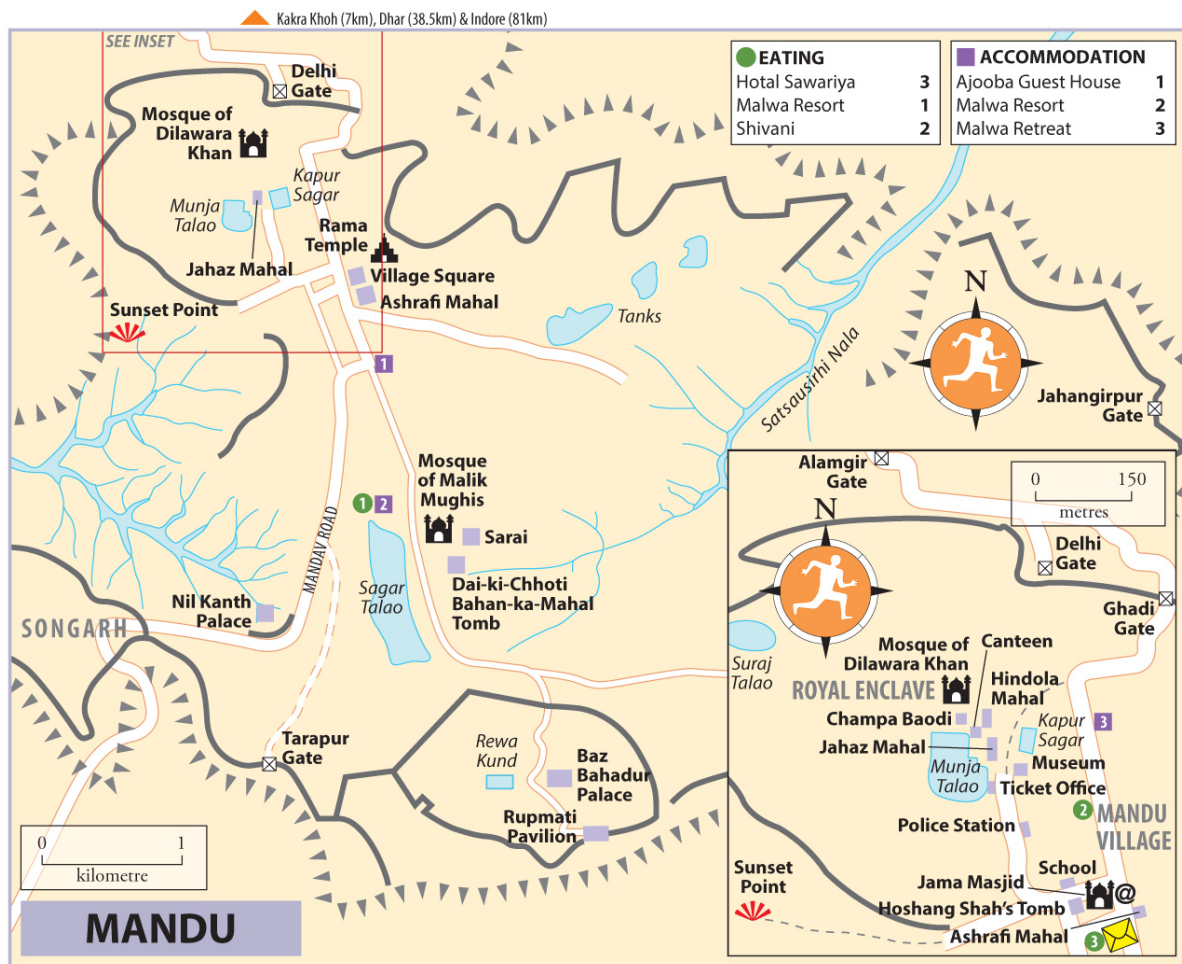 Kakra Khoh (7km), Dhar (38.5km) & Indore (81km)
SEE INSET
Delhi
Gate
Mosque of
Dilawara
Khan
Kapur
Sagar
Munja
Talao
Rama
Temple
Jahaz Mahal
Village Square
Ashrafi Mahal
Sunset Point
Tanks
EATING
Hotal Sawariya 3
Malwa Resort 1
Shivani 2
ACCOMMODATION
Ajooba Guest House 1
Malwa Resort 2
Malwa Retreat 3
N
Satsausirhi Nala
Jahangirpur
Gate
1
Mosque
of Malik
Mughis
1 2
Sarai
MANDAV ROAD
Sagar
Talao
Dai-ki-Chhoti
Bahan-ka-Mahal
Tomb
Nil Kanth
Palace
SONGARH
Suraj
Talao
Tarapur
Gate
Rewa
Kund
Baz
Bahadur
Palace
Rupmati
Pavilion
0 1
kilometre
MANDU
Alamgir
Gate
0 150
metres
N
Delhi
Gate
Ghadi
Gate
Mosque of
Dilawara Khan
Canteen
ROYAL ENCLAVE
Hindola
Mahal
Champa Baodi
Kapur
Sagar
3
Jahaz Mahal
Munja
Talao
Museum
Ticket Office
2
MANDU
VILLAGE
Police Station
School
Sunset
Point
Jama Masjid
@
Hoshang Shah's Tomb
Ashrafi Mahal
3